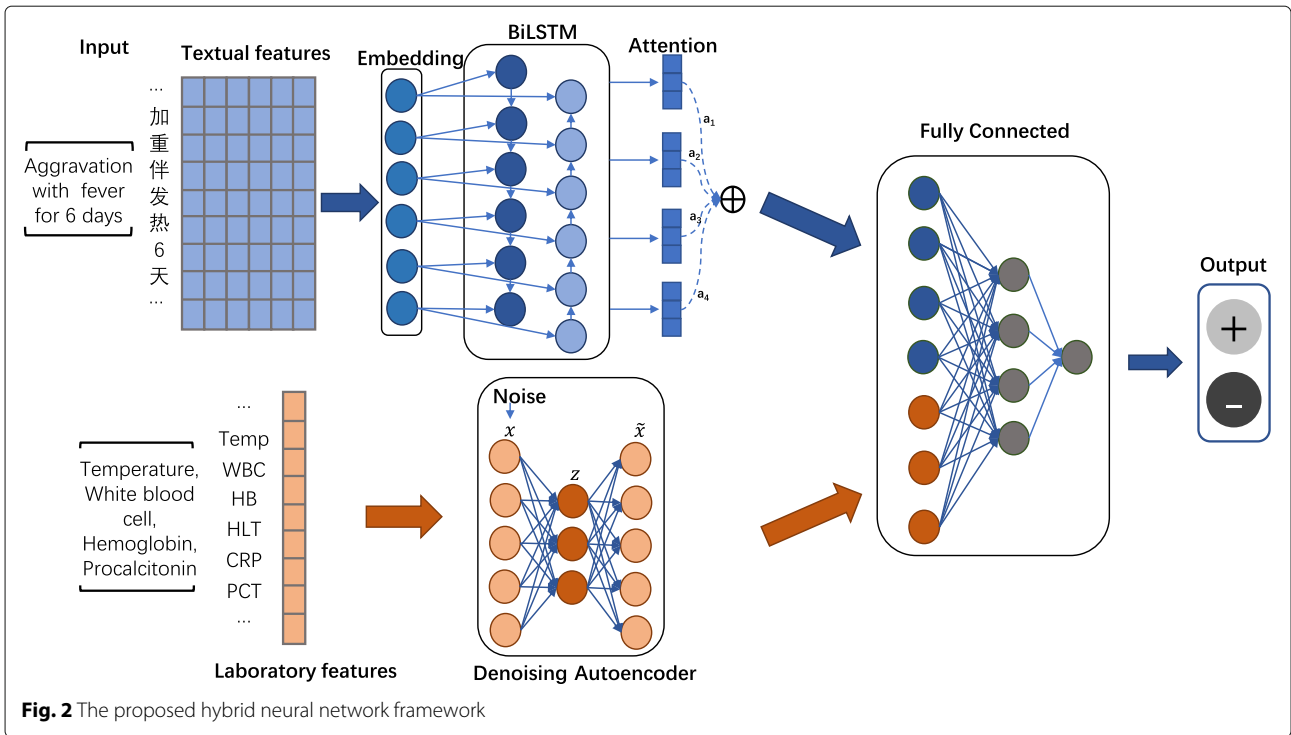 Input
Textual features
Embedding
BiLSTM
Attention
Fully Connected
Output
...
加
重
伴
发
热
6
天
...
Aggravation
with fever
for 6 days
a1
a2
a3
a4
+
−
...
Temp
WBC
HB
HLT
CRP
PCT
...
Temperature,
White blood
cell,
Hemoglobin,
Procalcitonin
Laboratory features
Noise
x
z
x̃
Denoising Autoencoder
Fig. 2 The proposed hybrid neural network framework